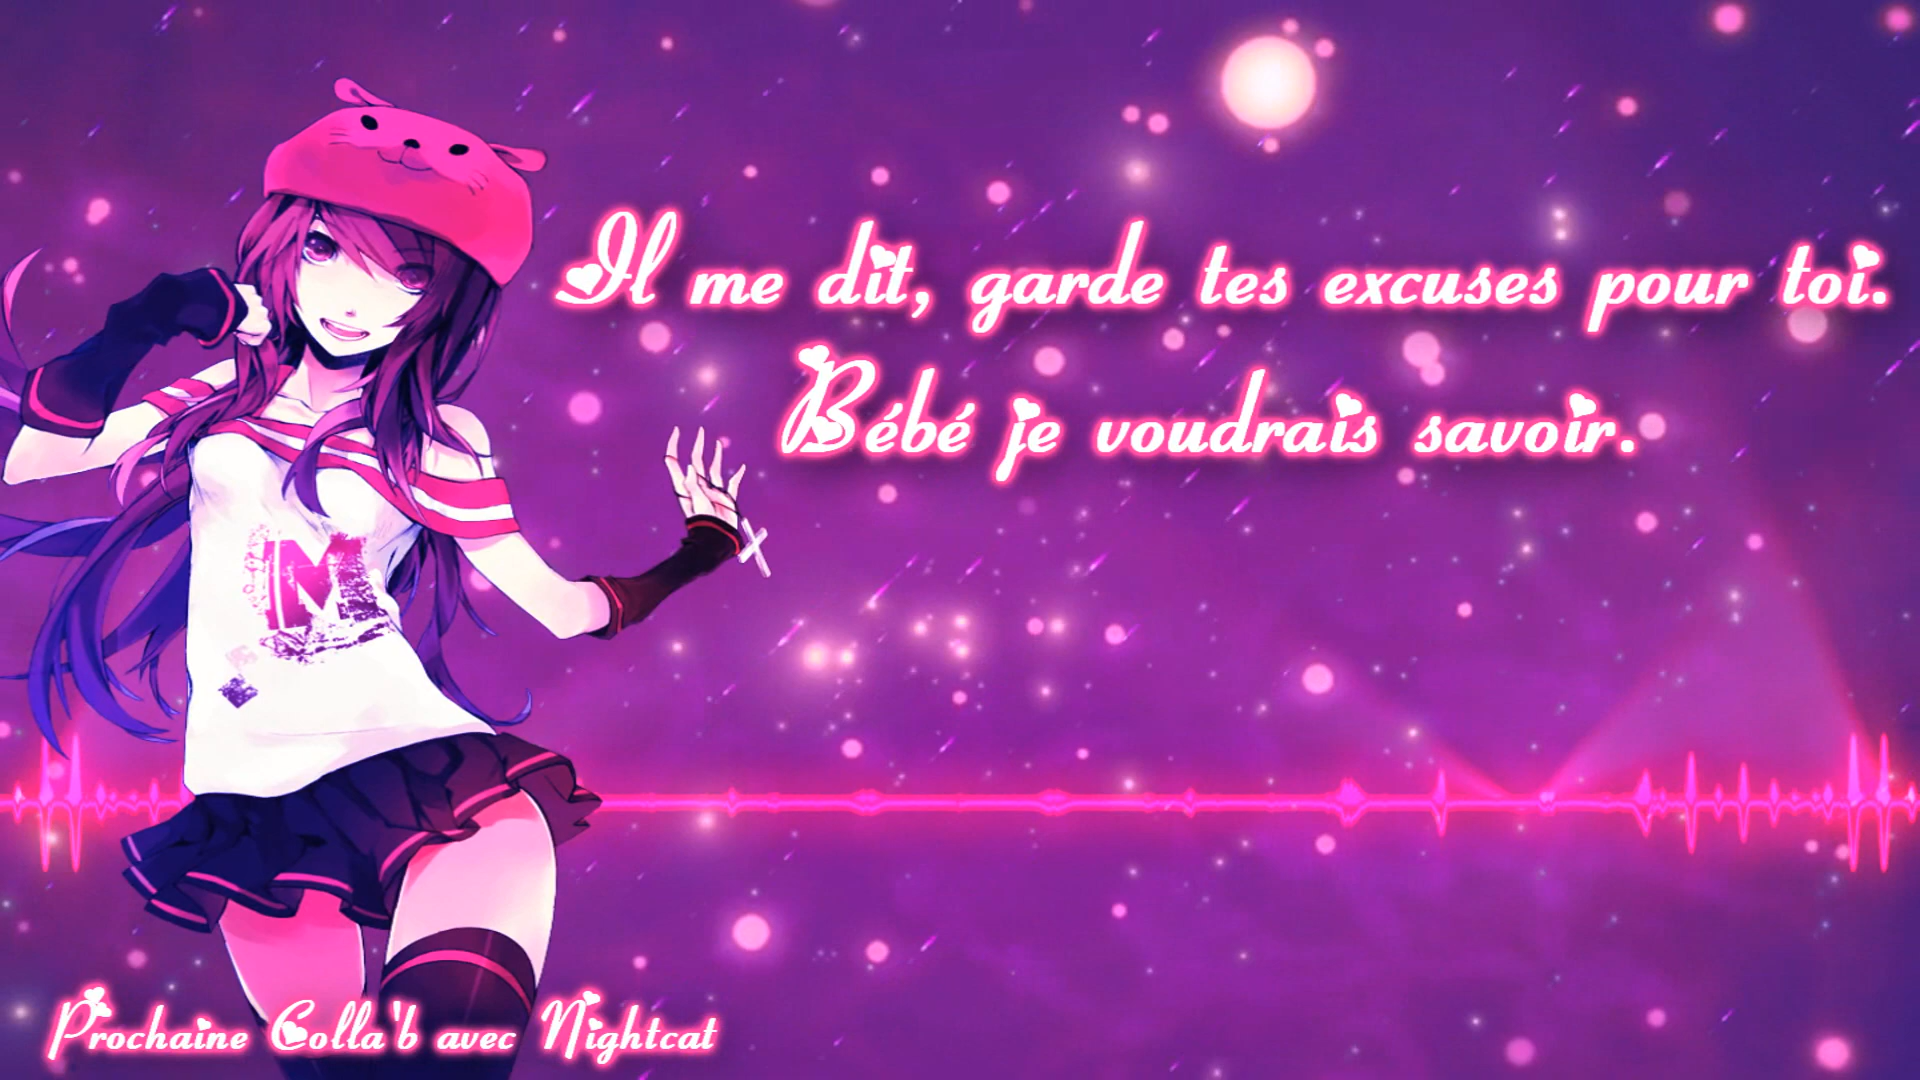 Il me dit, garde tes excuses pour toi.
Bébé je voudrais savoir.
M
Prochaine Colla'b avec Nightcat